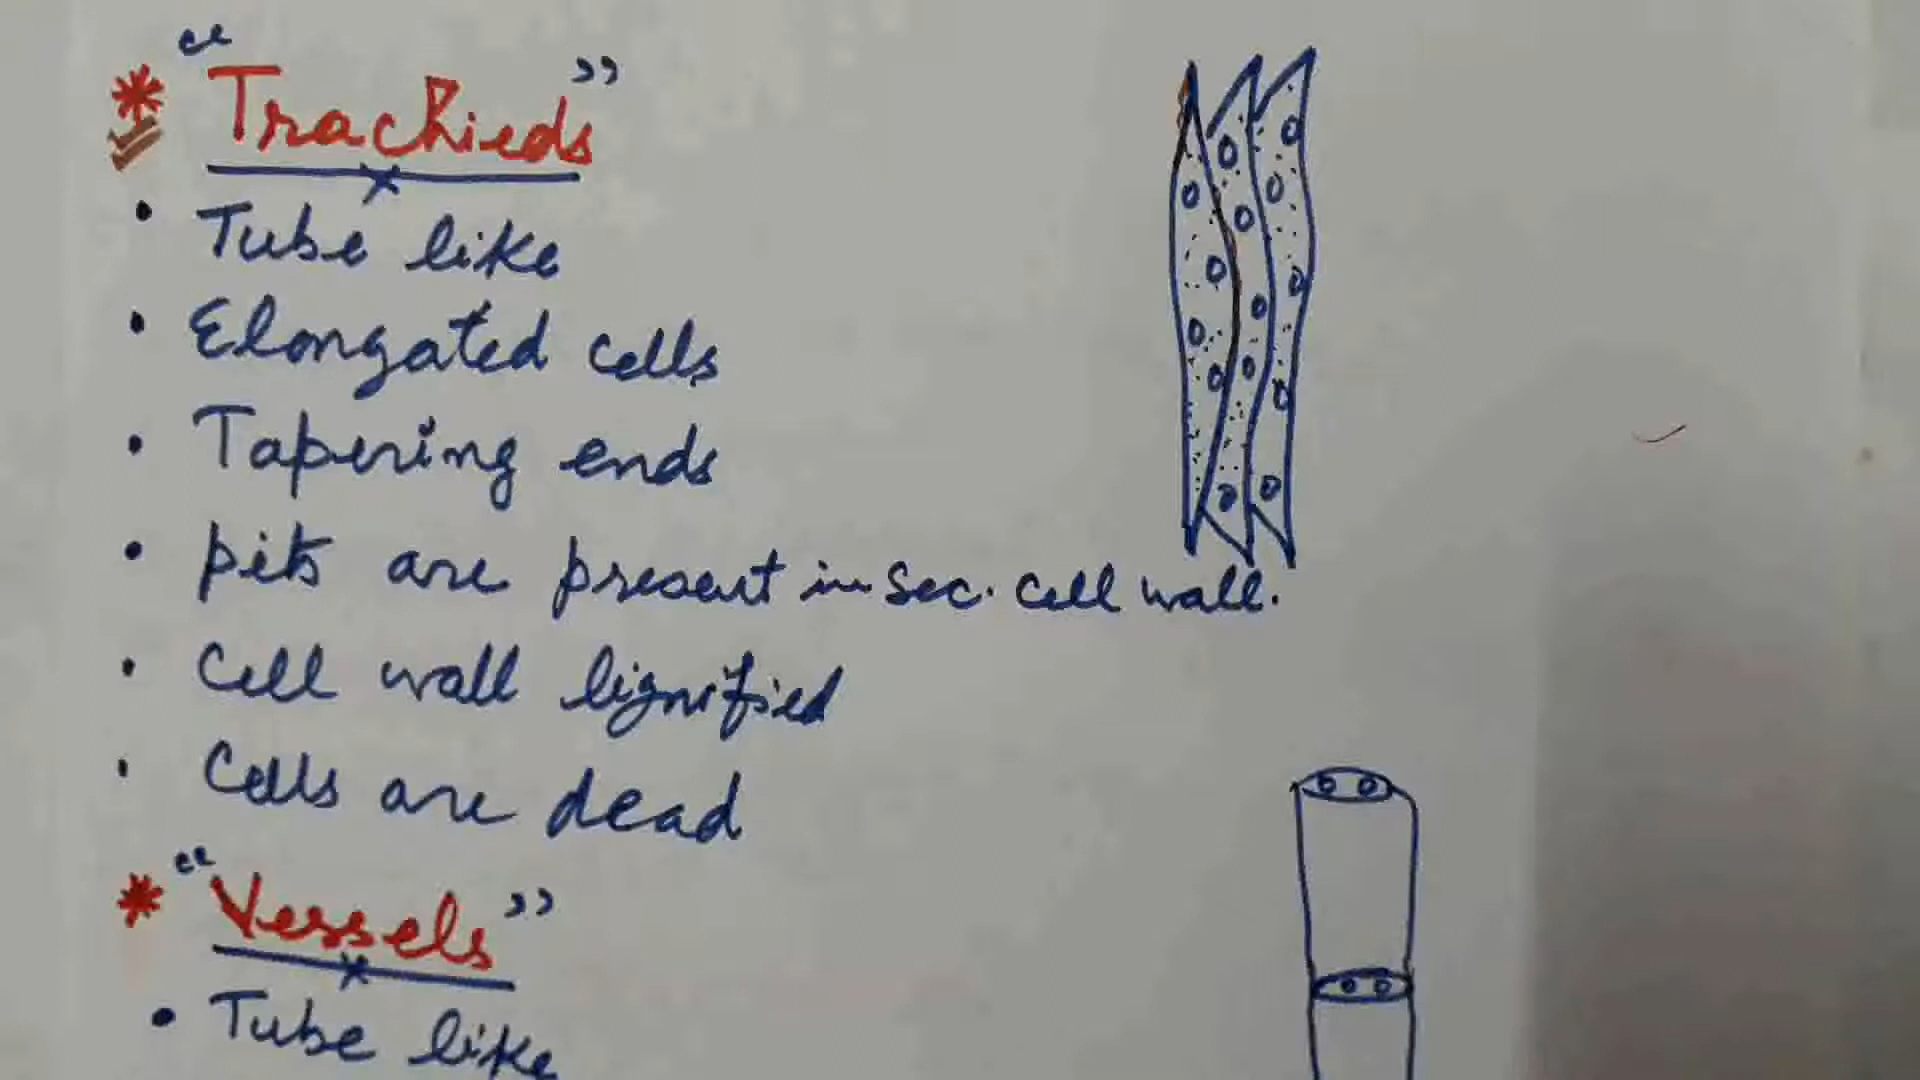 * "Trachieds"
• Tube like
• Elongated cells
• Tapering ends
• pits are present in Sec. Cell wall.
• Cell wall lignified
• Cells are dead
* "Vessels"
• Tube like